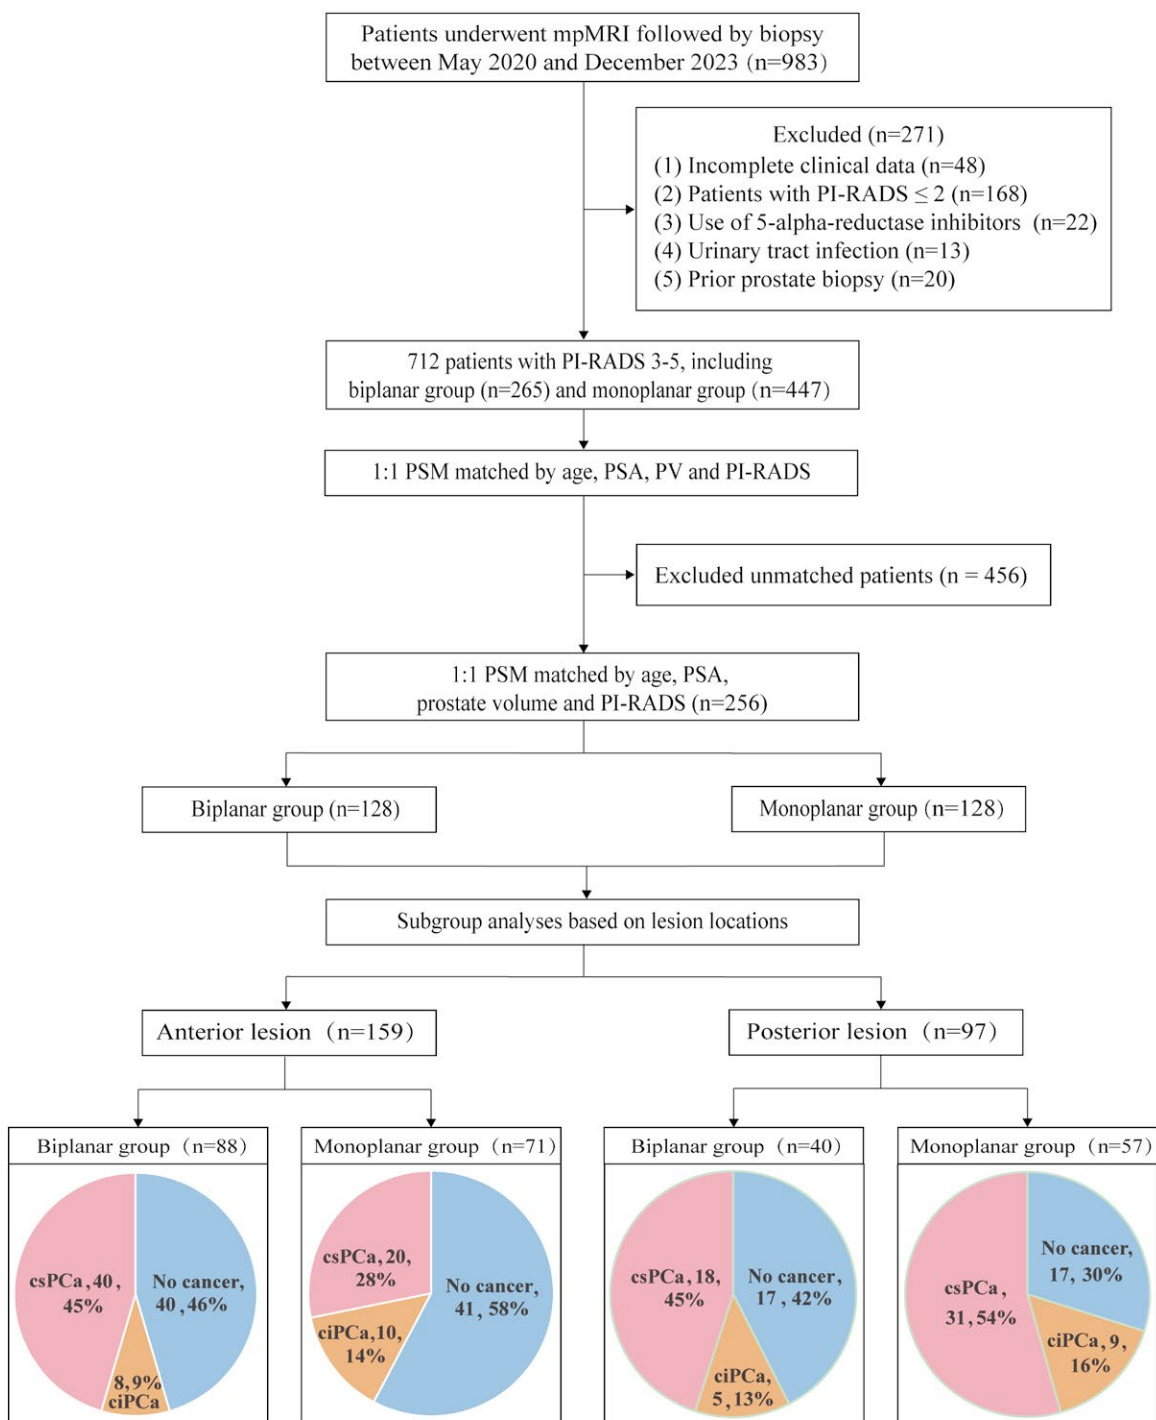 Patients underwent mpMRI followed by biopsy
between May 2020 and December 2023 (n=983)
Excluded (n=271)
(1) Incomplete clinical data (n=48)
(2) Patients with PI-RADS ≤ 2 (n=168)
(3) Use of 5-alpha-reductase inhibitors (n=22)
(4) Urinary tract infection (n=13)
(5) Prior prostate biopsy (n=20)
712 patients with PI-RADS 3-5, including
biplanar group (n=265) and monoplanar group (n=447)
1:1 PSM matched by age, PSA, PV and PI-RADS
Excluded unmatched patients (n = 456)
1:1 PSM matched by age, PSA,
prostate volume and PI-RADS (n=256)
Biplanar group (n=128)
Monoplanar group (n=128)
Subgroup analyses based on lesion locations
Anterior lesion (n=159)
Posterior lesion (n=97)
Biplanar group (n=88)
csPCa, 40,
45%
No cancer,
40, 46%
8, 9%
ciPCa
Monoplanar group (n=71)
csPCa, 20,
28%
No cancer,
41, 58%
ciPCa, 10,
14%
Biplanar group (n=40)
csPCa, 18,
45%
No cancer,
17, 42%
ciPCa,
5, 13%
Monoplanar group (n=57)
No cancer,
17, 30%
csPCa,
31, 54%
ciPCa, 9,
16%